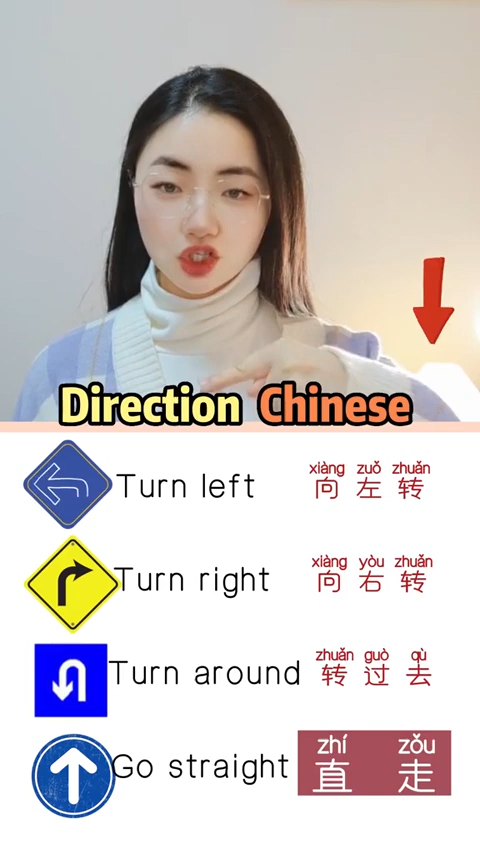 Direction Chinese
Turn left
xiàng zuǒ zhuǎn
向 左 转
Turn right
xiàng yòu zhuǎn
向 右 转
Turn around
zhuǎn guò qù
转 过 去
Go straight
zhí zǒu
直 走